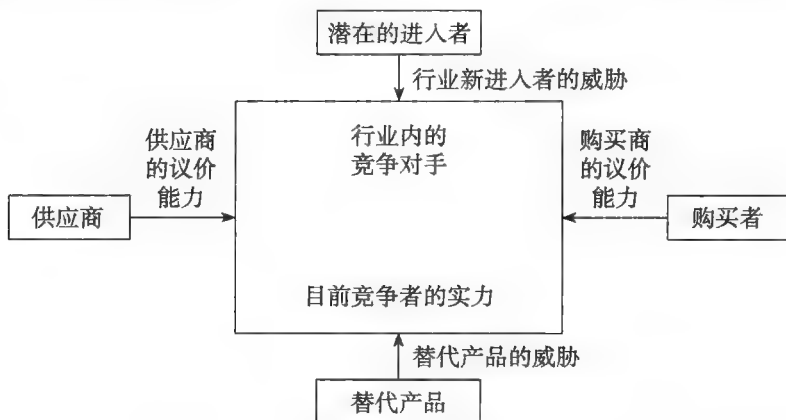 潜在的进入者
行业新进入者的威胁
供应商
的议价
能力
行业内的
竞争对手
购买商
的议价
能力
供应商
购买者
目前竞争者的实力
替代产品的威胁
替代产品